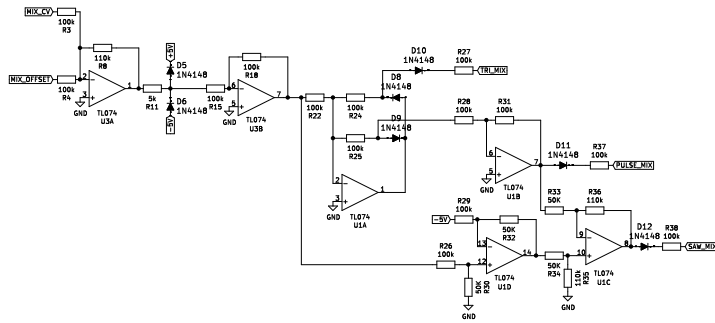 MIX_CV
100k
R3
110k
R8
MIX_OFFSET
100k
R4
2
3
1
GND
TL074
U3A
5k
R11
+5V
D5
1N4148
D6
1N4148
-5V
100k
R15
100k
R18
6
5
7
GND
TL074
U3B
100k
R22
100k
R24
100k
R25
D8
1N4148
D9
1N4148
D10
1N4148
R27
100k
TRI_MIX
2
3
1
GND
TL074
U1A
R28
100k
R31
100k
6
5
7
GND
TL074
U1B
D11
1N4148
R37
100k
PULSE_MIX
R26
100k
-5V
R29
100k
50K
R32
13
12
14
TL074
U1D
50K
R30
GND
R33
50K
R36
110k
50K
R34
110k
R35
GND
9
10
8
TL074
U1C
D12
1N4148
R38
100k
SAW_MIX